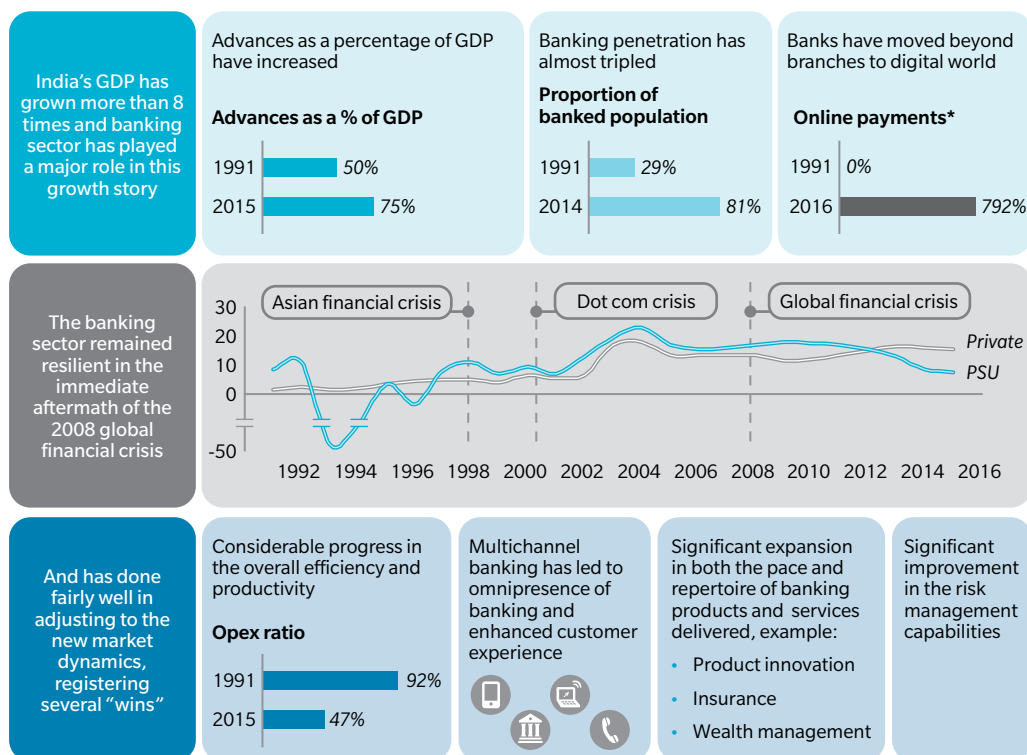 India's GDP has
grown more than 8
times and banking
sector has played
a major role in this
growth story
Advances as a percentage of GDP
have increased
Advances as a % of GDP
1991 50%
2015 75%
Banking penetration has
almost tripled
Proportion of
banked population
1991 29%
2014 81%
Banks have moved beyond
branches to digital world
Online payments*
1991 0%
2016 792%
The banking
sector remained
resilient in the
immediate
aftermath of the
2008 global
financial crisis
30
20
10
0
-50
Asian financial crisis
Dot com crisis
Global financial crisis
Private
PSU
1992 1994 1996 1998 2000 2002 2004 2006 2008 2010 2012 2014 2016
And has done
fairly well in
adjusting to the
new market
dynamics,
registering
several "wins"
Considerable progress in
the overall efficiency and
productivity
Opex ratio
1991 92%
2015 47%
Multichannel
banking has led to
omnipresence of
banking and
enhanced customer
experience
Significant expansion
in both the pace and
repertoire of banking
products and services
delivered, example:
• Product innovation
• Insurance
• Wealth management
Significant
improvement
in the risk
management
capabilities